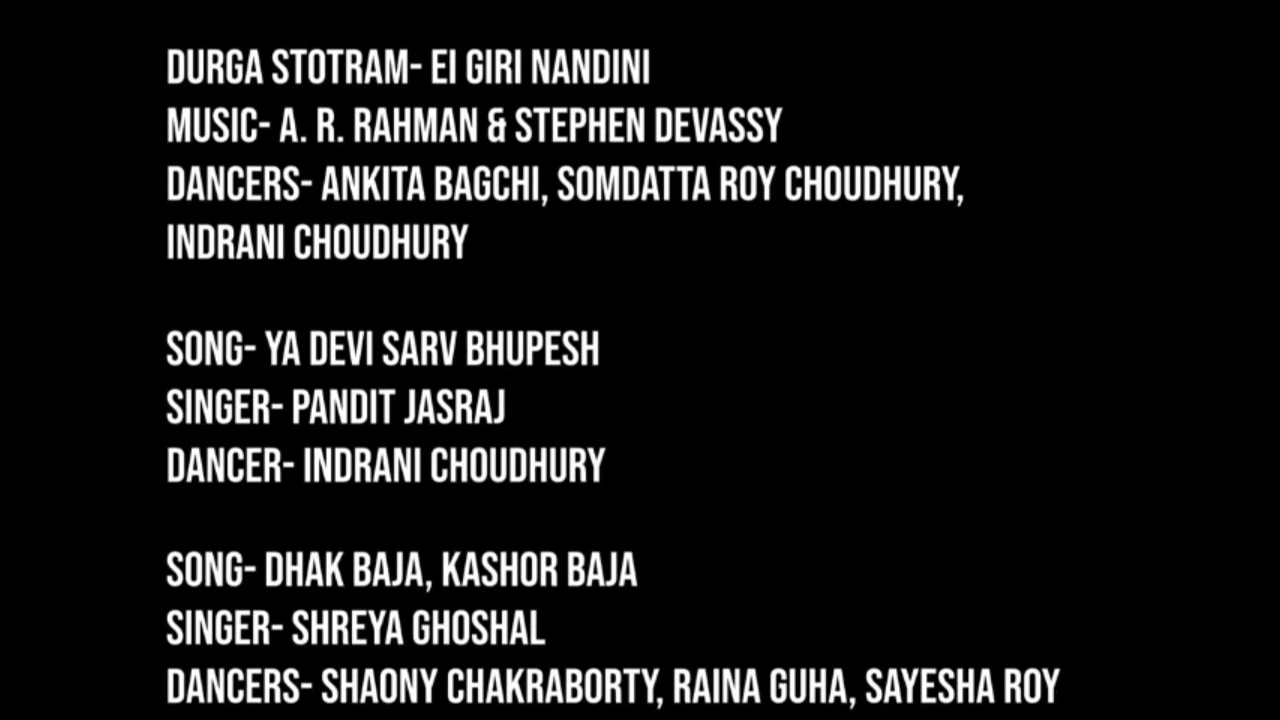 DURGA STOTRAM- EI GIRI NANDINI
MUSIC- A. R. RAHMAN & STEPHEN DEVASSY
DANCERS- ANKITA BAGCHI, SOMDATTA ROY CHOUDHURY,
INDRANI CHOUDHURY
SONG- YA DEVI SARV BHUPESH
SINGER- PANDIT JASRAJ
DANCER- INDRANI CHOUDHURY
SONG- DHAK BAJA, KASHOR BAJA
SINGER- SHREYA GHOSHAL
DANCERS- SHAONY CHAKRABORTY, RAINA GUHA, SAYESHA ROY